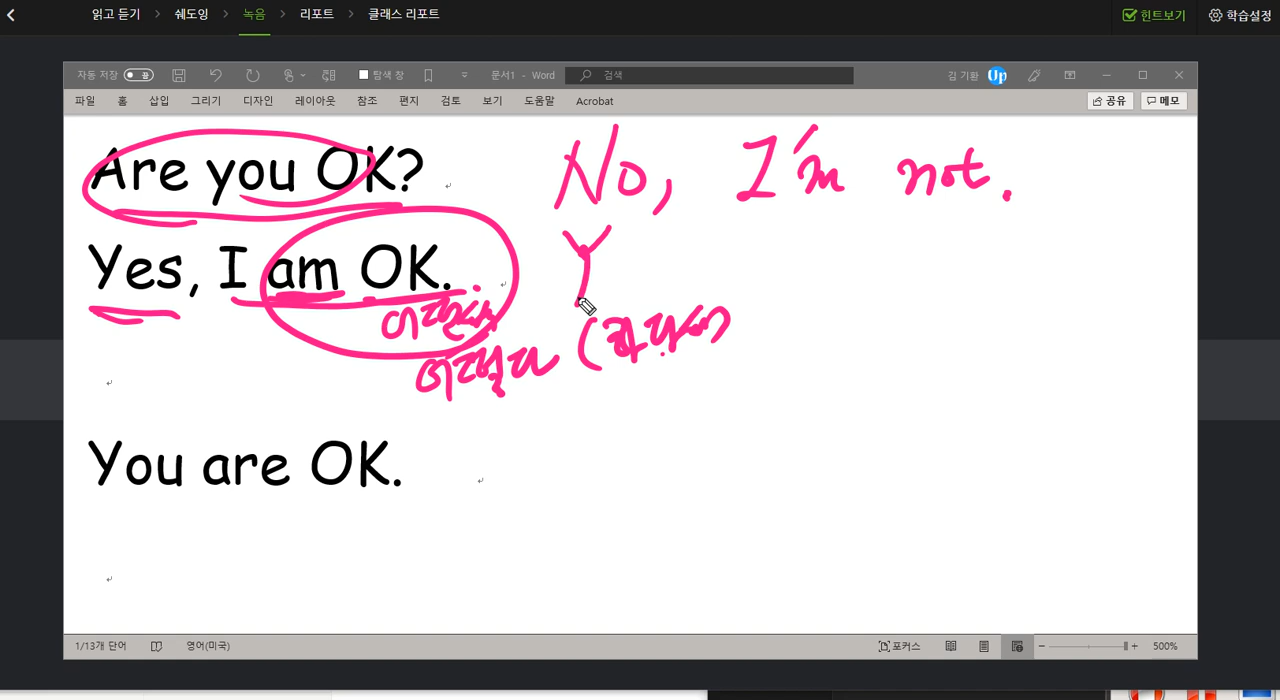 읽고 듣기 > 쉐도잉 > 녹음 > 리포트 > 클래스 리포트 힌트보기 학습설정
자동 저장 끔 탐색 창 문서1 - Word 검색 김 기환 Up
파일 홈 삽입 그리기 디자인 레이아웃 참조 편지 검토 보기 도움말 Acrobat 공유 메모
Are you OK? No, I'm not.
Yes, I am OK. Y
You are OK.
1/13개 단어 영어(미국) 포커스 500%